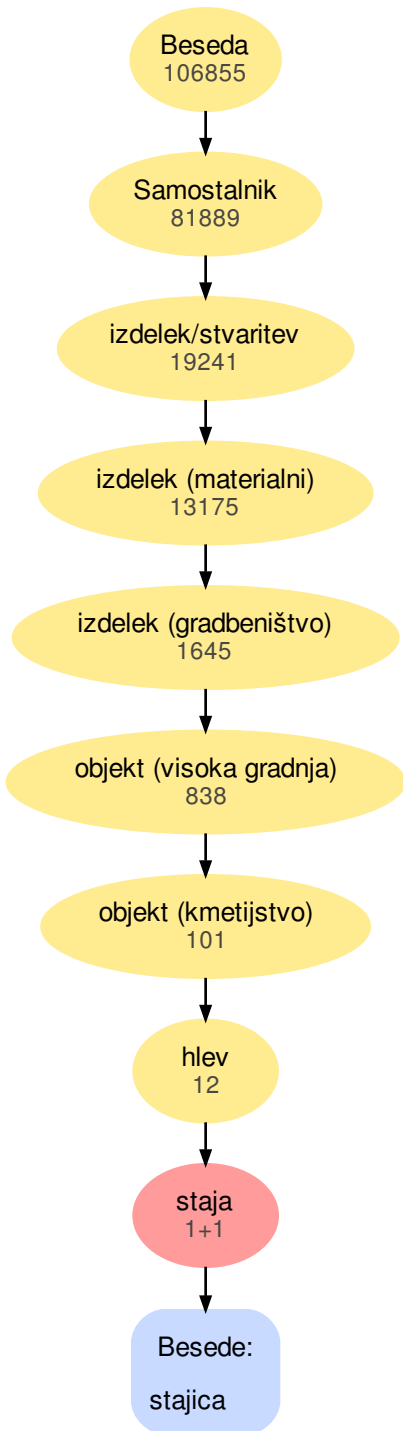 Beseda
106855
Samostalnik
81889
izdelek/stvaritev
19241
izdelek (materialni)
13175
izdelek (gradbeništvo)
1645
objekt (visoka gradnja)
838
objekt (kmetijstvo)
101
hlev
12
staja
1+1
Besede:
stajica